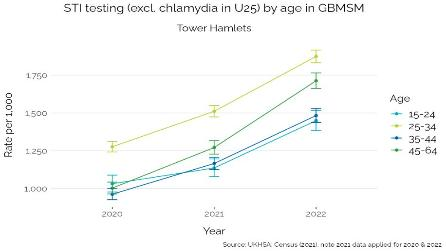 STI testing (excl. chlamydia in U25) by age in GBMSM
Tower Hamlets
Rate per 1,000
1.750
1.500
1.250
1.000
2020
2021
2022
Year
Age
15-24
25-34
35-44
45-64
Source: UKHSA; Census (2021), note 2021 data applied for 2020 & 2022